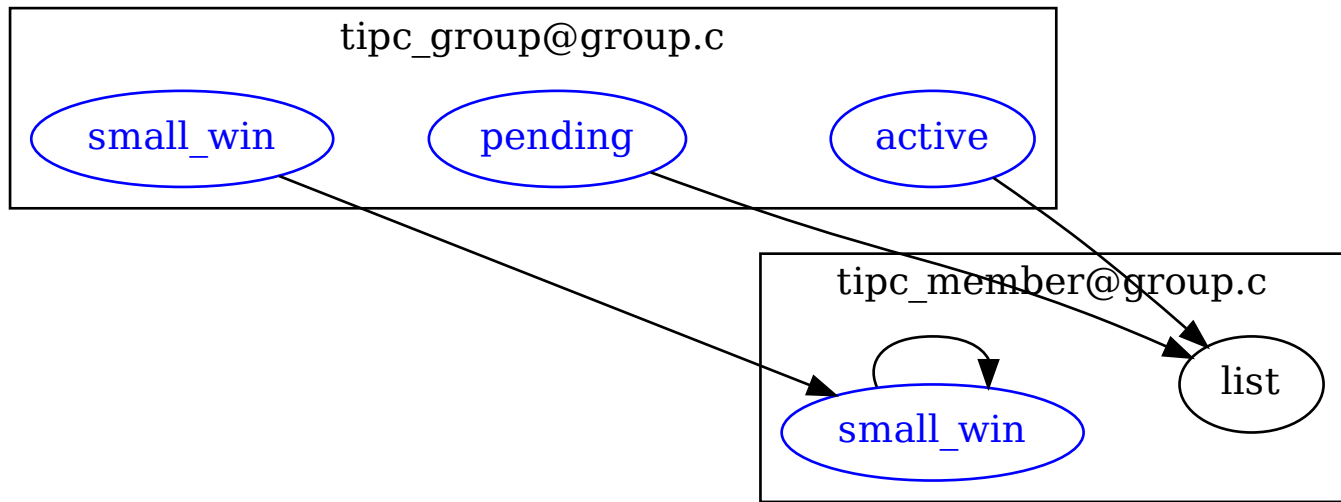 tipc_group@group.c
small_win
pending
active
tipc_member@group.c
list
small_win